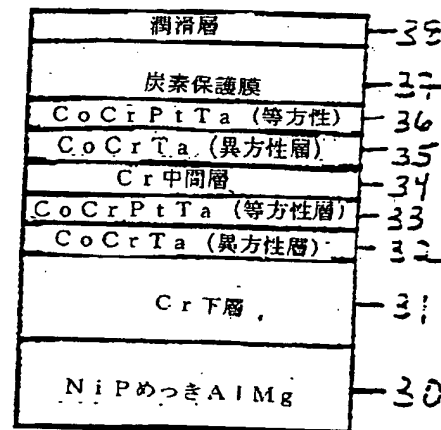 潤滑層 39
炭素保護膜 37
CoCrPtTa (等方性) 36
CoCrTa (異方性層) 35
Cr中間層 34
CoCrPtTa (等方性層) 33
CoCrTa (異方性層) 32
Cr下層 31
NiPめっきAlMg 30